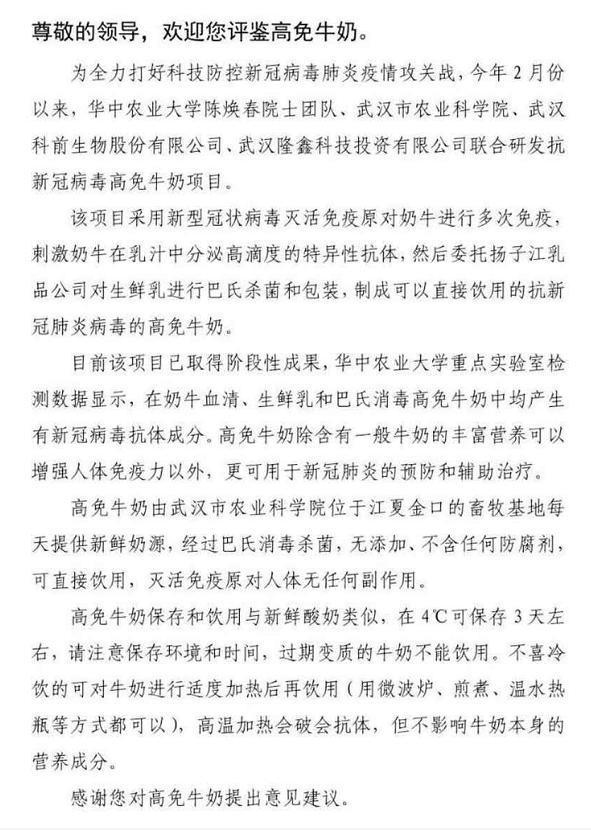 尊敬的领导，欢迎您评鉴高免牛奶。
为全力打好科技防控新冠病毒肺炎疫情攻关战，今年2月份
以来，华中农业大学陈焕春院士团队、武汉市农业科学院、武汉
科前生物股份有限公司、武汉隆鑫科技投资有限公司联合研发抗
新冠病毒高免牛奶项目。
该项目采用新型冠状病毒灭活免疫原对奶牛进行多次免疫，
刺激奶牛在乳汁中分泌高滴度的特异性抗体，然后委托扬子江乳
品公司对生鲜乳进行巴氏杀菌和包装，制成可以直接饮用的抗新
冠肺炎病毒的高免牛奶。
目前该项目已取得阶段性成果，华中农业大学重点实验室检
测数据显示，在奶牛血清、生鲜乳和巴氏消毒高免牛奶中均产生
有新冠病毒抗体成分。高免牛奶除含有一般牛奶的丰富营养可以
增强人体免疫力以外，更可用于新冠肺炎的预防和辅助治疗。
高免牛奶由武汉市农业科学院位于江夏金口的畜牧基地每
天提供新鲜奶源，经过巴氏消毒杀菌，无添加、不含任何防腐剂，
可直接饮用，灭活免疫原对人体无任何副作用。
高免牛奶保存和饮用与新鲜酸奶类似，在4℃可保存3天左
右，请注意保存环境和时间，过期变质的牛奶不能饮用。不喜冷
饮的可对牛奶进行适度加热后再饮用（用微波炉、煎煮、温水热
瓶等方式都可以），高温加热会破会抗体，但不影响牛奶本身的
营养成分。
感谢您对高免牛奶提出意见建议。